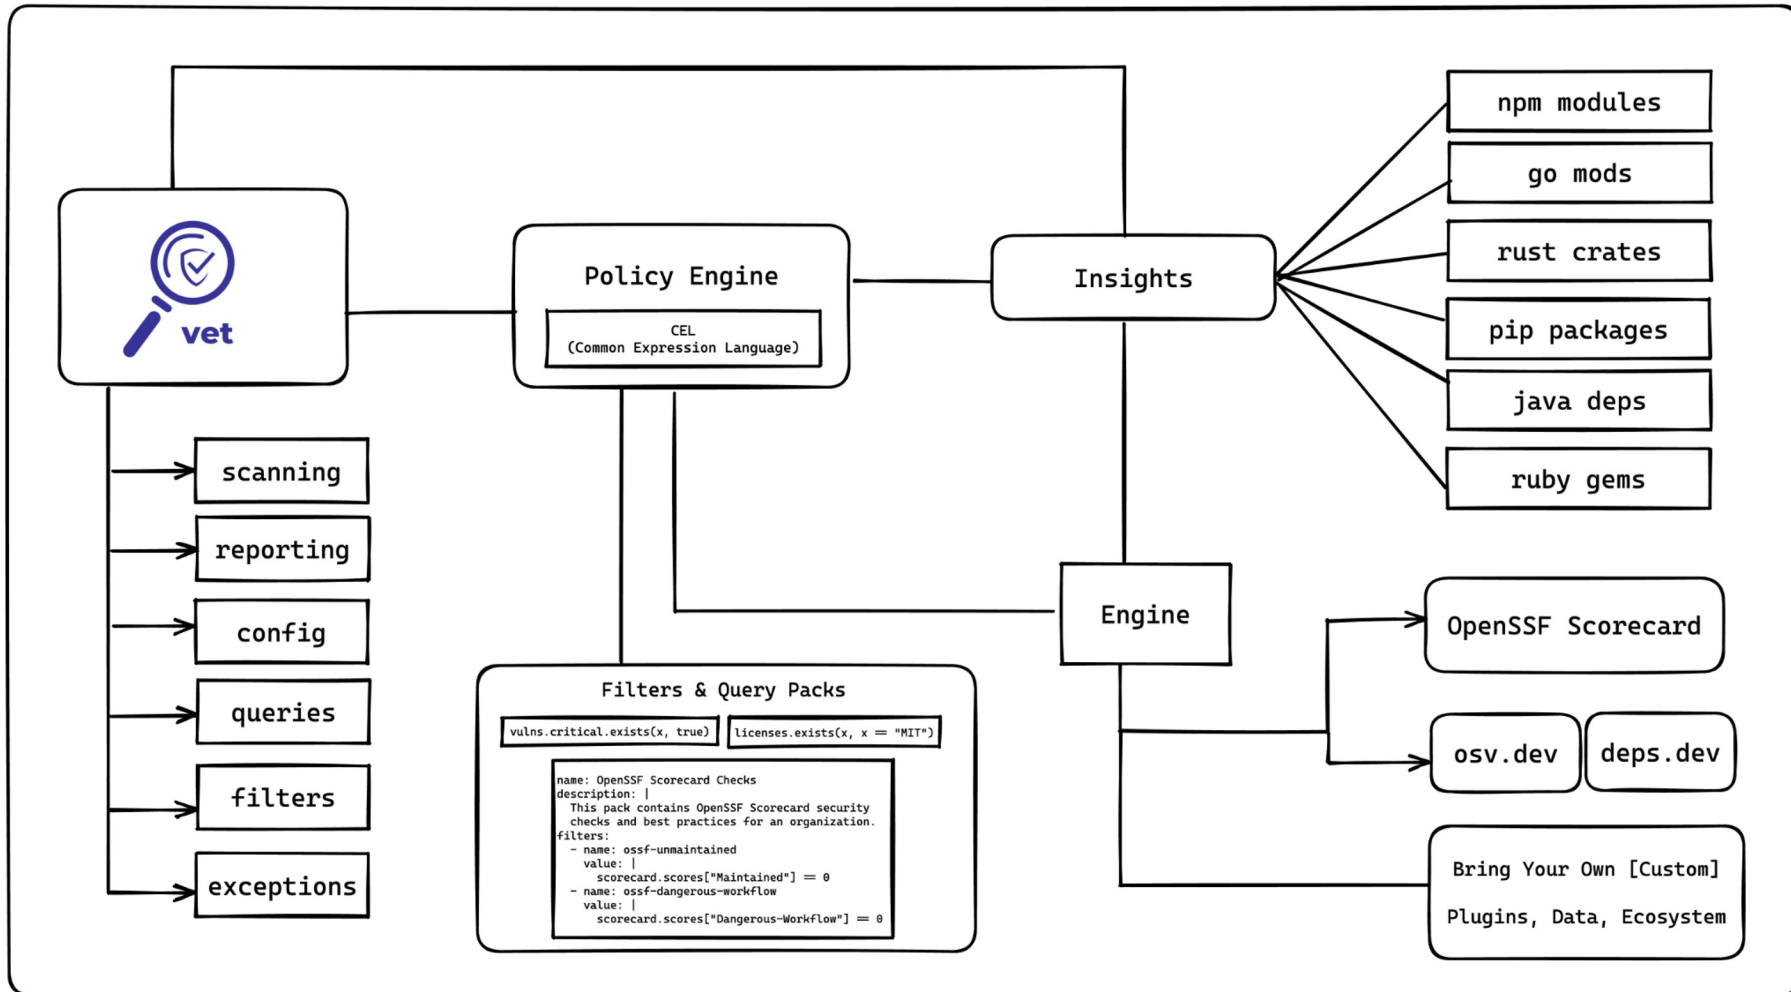 vet
scanning
reporting
config
queries
filters
exceptions
Policy Engine
CEL
(Common Expression Language)
Filters & Query Packs
vulns.critical.exists(x, true)
licenses.exists(x, x == "MIT")
name: OpenSSF Scorecard Checks
description: |
  This pack contains OpenSSF Scorecard security
  checks and best practices for an organization.
filters:
  - name: ossf-unmaintained
    value: |
      scorecard.scores["Maintained"] == 0
  - name: ossf-dangerous-workflow
    value: |
      scorecard.scores["Dangerous-Workflow"] == 0
Insights
Engine
npm modules
go mods
rust crates
pip packages
java deps
ruby gems
OpenSSF Scorecard
osv.dev
deps.dev
Bring Your Own [Custom]
Plugins, Data, Ecosystem